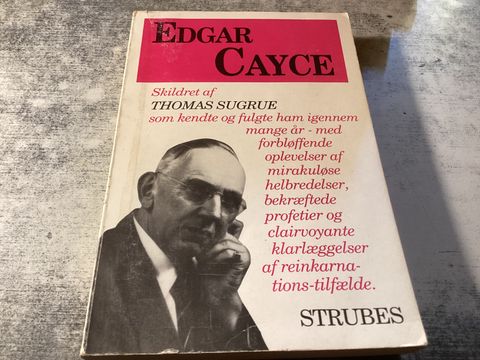 EDGAR
CAYCE
Skildret af
THOMAS SUGRUE
som kendte og fulgte ham igennem
mange år - med
forbløffende
oplevelser af
mirakuløse
helbredelser,
bekræftede
profetier og
clairvoyante
klarlæggelser
af reinkarna-
tions-tilfælde.
STRUBES